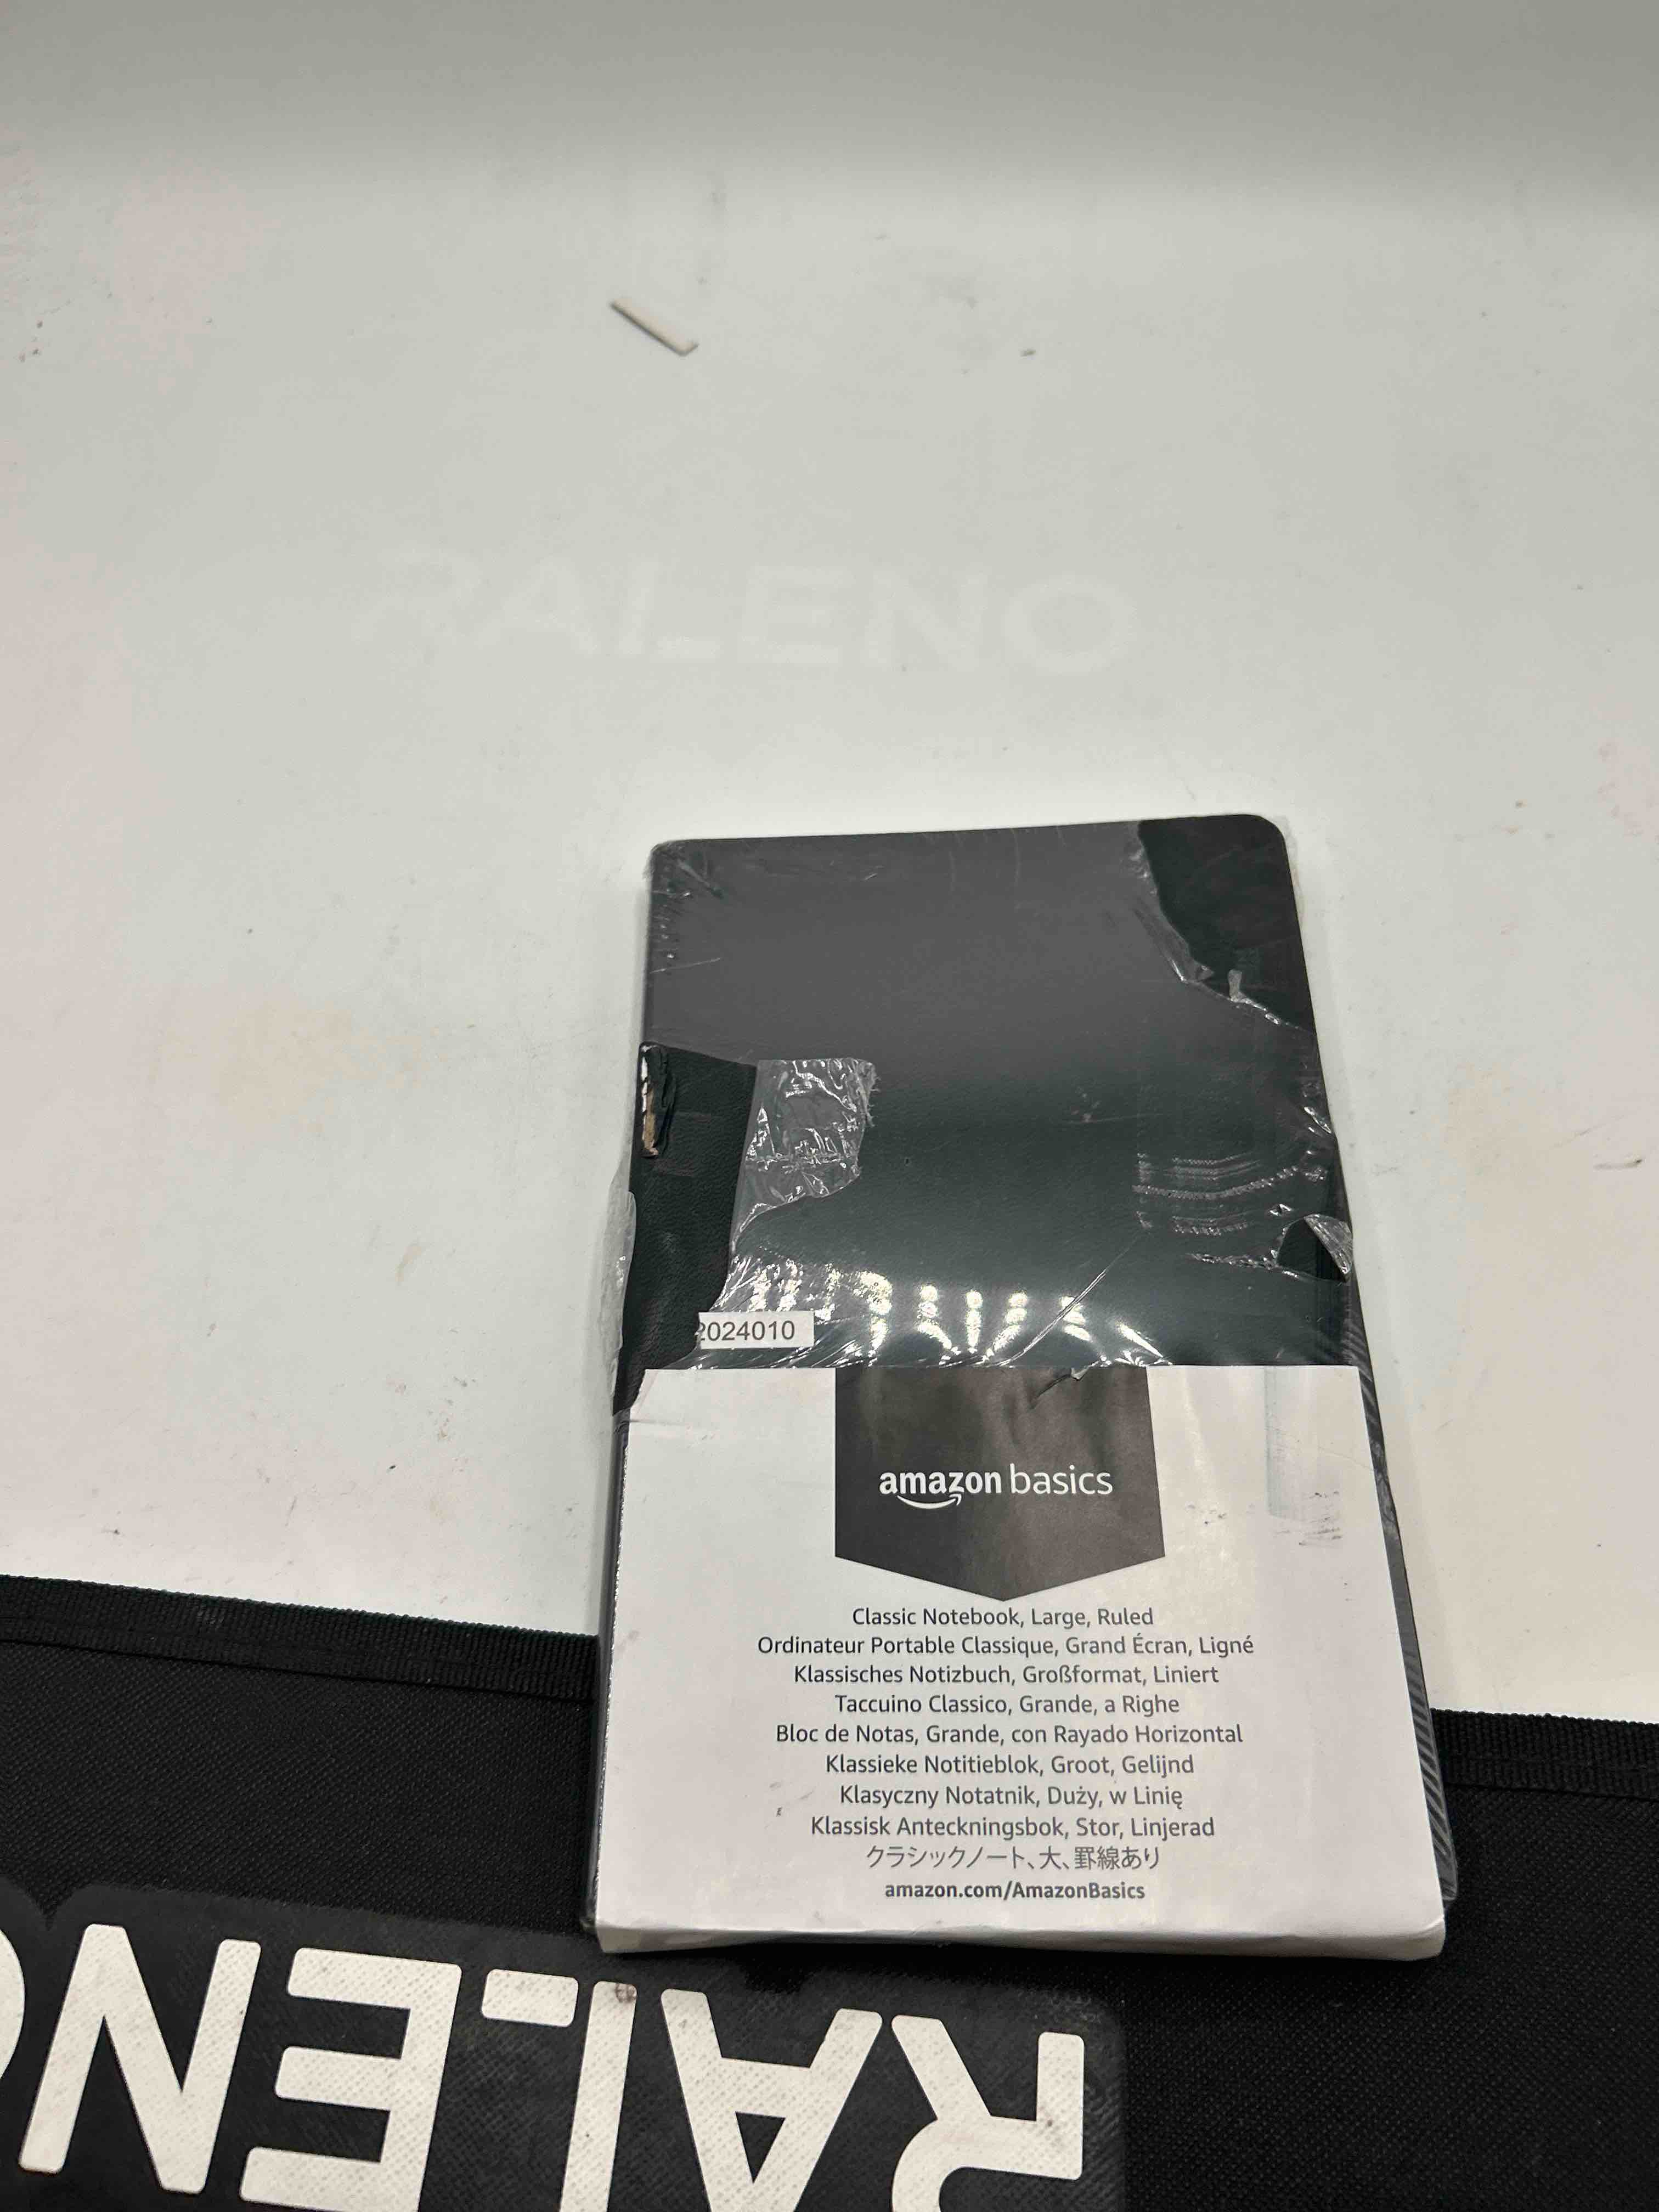 RALENO
2024010
amazon basics
Classic Notebook, Large, Ruled
Ordinateur Portable Classique, Grand Écran, Ligné
Klassisches Notizbuch, Großformat, Liniert
Taccuino Classico, Grande, a Righe
Bloc de Notas, Grande, con Rayado Horizontal
Klassieke Notitieblok, Groot, Gelijnd
Klasyczny Notatnik, Duży, w Linię
Klassisk Anteckningsbok, Stor, Linjerad
クラシックノート、大、罫線あり
amazon.com/AmazonBasics
RALENO